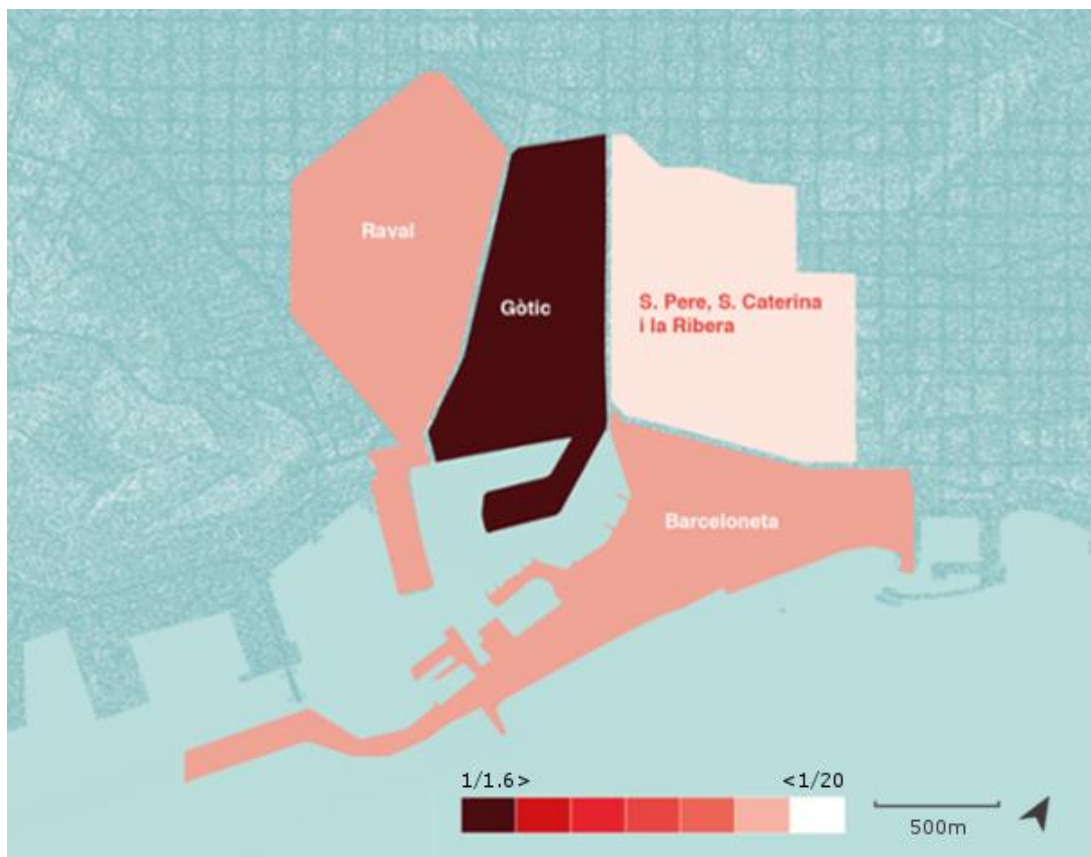 Raval
Gòtic
S. Pere, S. Caterina
i la Ribera
Barceloneta
1/1.6>
<1/20
500m